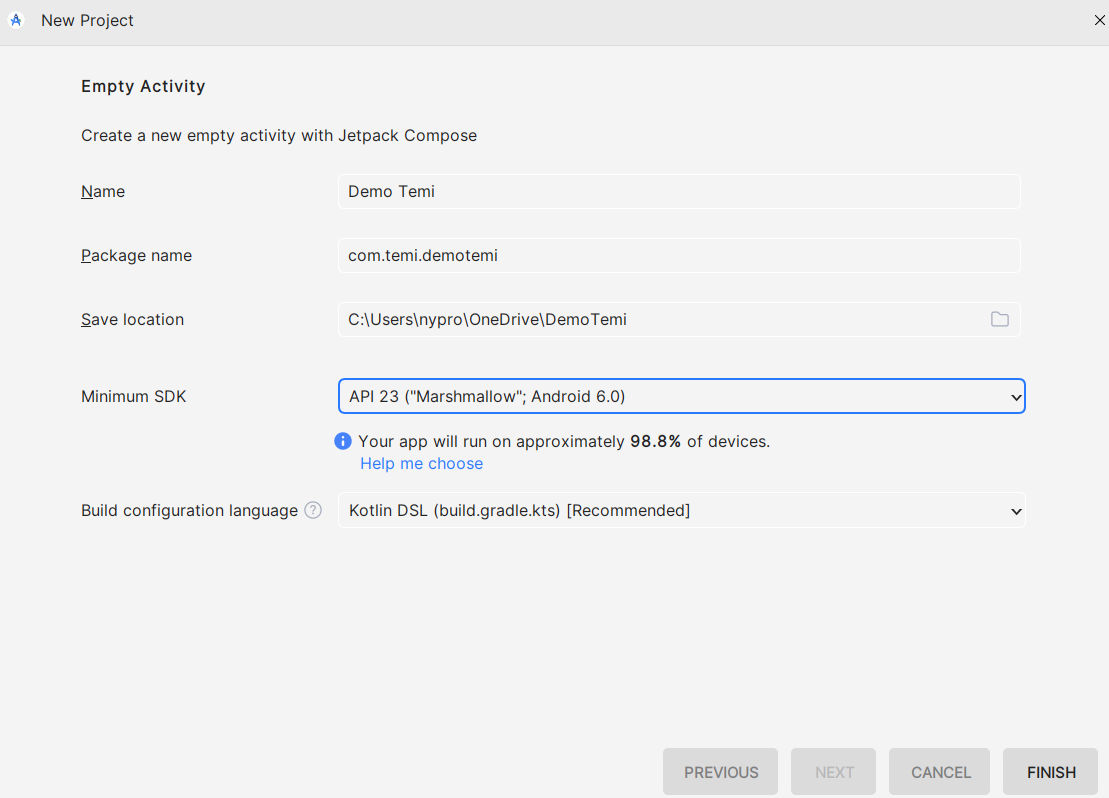 New Project
Empty Activity
Create a new empty activity with Jetpack Compose
Name
Demo Temi
Package name
com.temi.demotemi
Save location
C:\Users\nypro\OneDrive\DemoTemi
Minimum SDK
API 23 ("Marshmallow"; Android 6.0)
Your app will run on approximately 98.8% of devices.
Help me choose
Build configuration language ?
Kotlin DSL (build.gradle.kts) [Recommended]
PREVIOUS
NEXT
CANCEL
FINISH